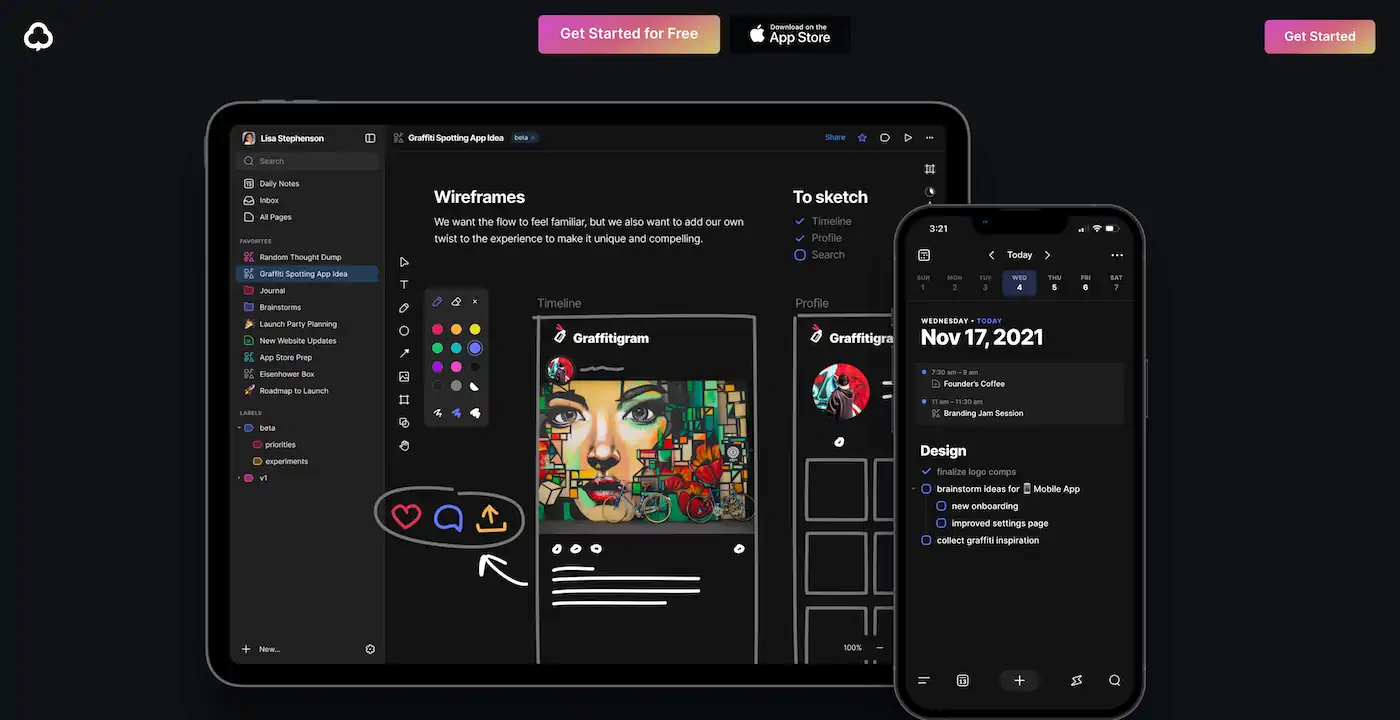 Get Started for Free
Download on the
App Store
Get Started
Lisa Stephenson
Search
Daily Notes
Inbox
All Pages
FAVORITES
Random Thought Dump
Graffiti Spotting App Idea
Journal
Brainstorms
Launch Party Planning
New Website Updates
App Store Prep
Eisenhower Box
Roadmap to Launch
LABELS
beta
priorities
experiments
v1
New...
Graffiti Spotting App Idea
beta ×
Share
Wireframes
We want the flow to feel familiar, but we also want to add our own
twist to the experience to make it unique and compelling.
To sketch
Timeline
Profile
Search
T
Timeline
Graffitigram
Profile
Graffitigra
100%
3:21
Today
SUN MON TUE WED THU FRI SAT
1 2 3 4 5 6 7
WEDNESDAY • TODAY
Nov 17, 2021
7:30 am – 9 am
Founder's Coffee
11 am – 11:30 am
Branding Jam Session
Design
finalize logo comps
brainstorm ideas for 📱 Mobile App
new onboarding
improved settings page
collect graffiti inspiration
13